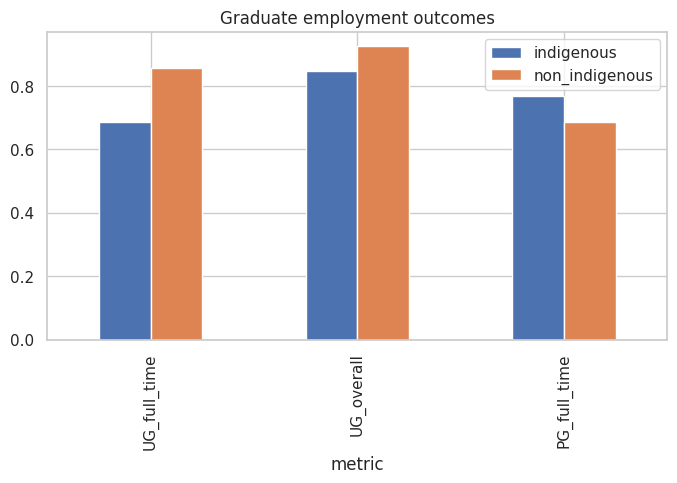 Graduate employment outcomes
indigenous
non_indigenous
0.8
0.6
0.4
0.2
0.0
UG_full_time
UG_overall
PG_full_time
metric